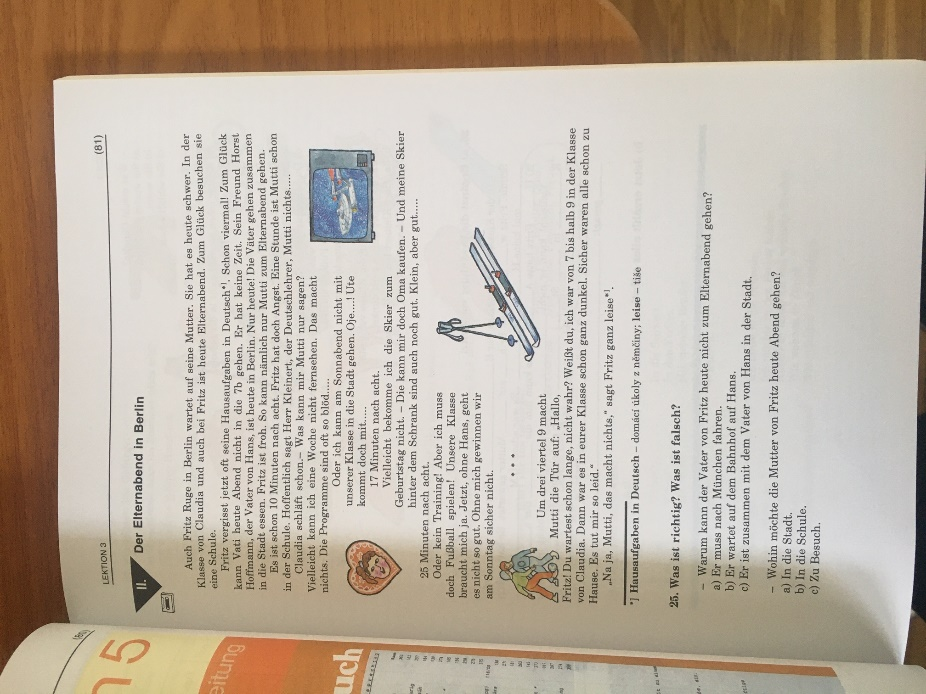 LEKTION 3
(81)
II.
Der Elternabend in Berlin
Auch Fritz Ruge in Berlin wartet auf seine Mutter. Sie hat es heute schwer. In der
Klasse von Claudia und auch bei Fritz ist heute Elternabend. Zum Glück besuchen sie
eine Schule.
Fritz vergisst jetzt oft seine Hausaufgaben in Deutsch*⁾. Schon viermal! Zum Glück
kann Vati heute Abend nicht in die 7b gehen. Er hat keine Zeit. Sein Freund Horst
Hoffmann, der Vater von Hans, ist heute in Berlin. Nur heute! Die Väter gehen zusammen
in die Stadt essen. Fritz ist froh. So kann nämlich nur Mutti zum Elternabend gehen.
Es ist schon 10 Minuten nach acht. Fritz hat doch Angst. Eine Stunde ist Mutti schon
in der Schule. Hoffentlich sagt Herr Kleinert, der Deutschlehrer, Mutti nichts.....
Claudia schläft schon.– Was kann mir Mutti nur sagen?
Vielleicht kann ich eine Woche nicht fernsehen. Das macht
nichts. Die Programme sind oft so blöd.....
Oder ich kann am Sonnabend nicht mit
unserer Klasse in die Stadt gehen. Oje....! Ute
kommt doch mit.....
17 Minuten nach acht.
Vielleicht bekomme ich die Skier zum
Geburtstag nicht. – Die kann mir doch Oma kaufen. – Und meine Skier
hinter dem Schrank sind auch noch gut. Klein, aber gut.....
25 Minuten nach acht.
Oder kein Training! Aber ich muss
doch Fußball spielen! Unsere Klasse
braucht mich ja. Jetzt, ohne Hans, geht
es nicht so gut. Ohne mich gewinnen wir
am Sonntag sicher nicht.
• • • •
Um drei viertel 9 macht
Mutti die Tür auf: „Hallo,
Fritz! Du wartest schon lange, nicht wahr? Weißt du, ich war von 7 bis halb 9 in der Klasse
von Claudia. Dann war es in eurer Klasse schon ganz dunkel. Sicher waren alle schon zu
Hause. Es tut mir so leid.“
„Na ja, Mutti, das macht nichts,“ sagt Fritz ganz leise*⁾.
*) Hausaufgaben in Deutsch – domácí úkoly z němčiny; leise – tiše
25. Was ist richtig? Was ist falsch?
– Warum kann der Vater von Fritz heute nicht zum Elternabend gehen?
a) Er muss nach München fahren.
b) Er wartet auf dem Bahnhof auf Hans.
c) Er ist zusammen mit dem Vater von Hans in der Stadt.
– Wohin möchte die Mutter von Fritz heute Abend gehen?
a) In die Stadt.
b) In die Schule.
c) Zu Besuch.